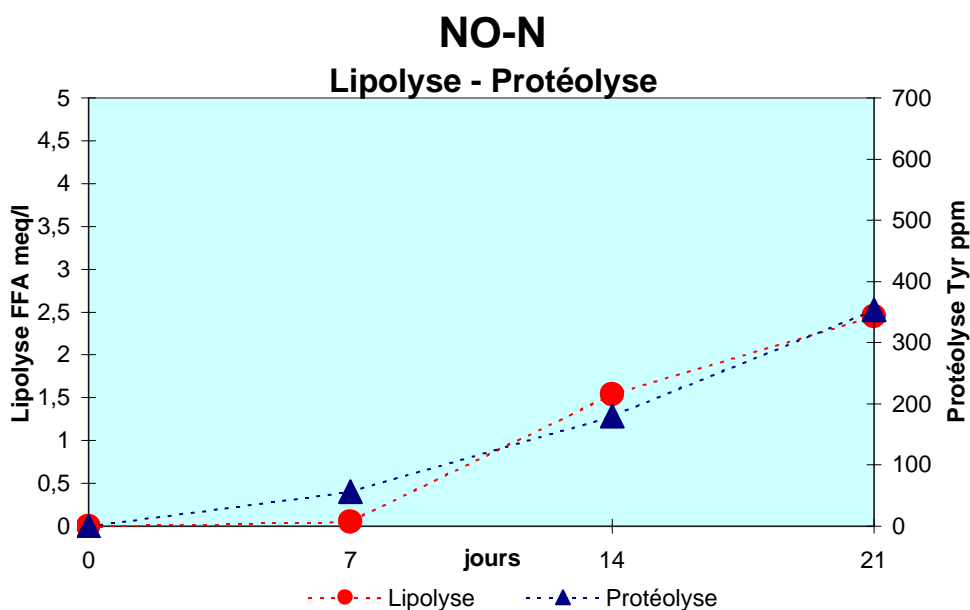 NO-N
Lipolyse - Protéolyse
Lipolyse FFA meq/l
5
4,5
4
3,5
3
2,5
2
1,5
1
0,5
0
700
600
500
400
300
200
100
0
Protéolyse Tyr ppm
0 7 14 21
jours
Lipolyse Protéolyse